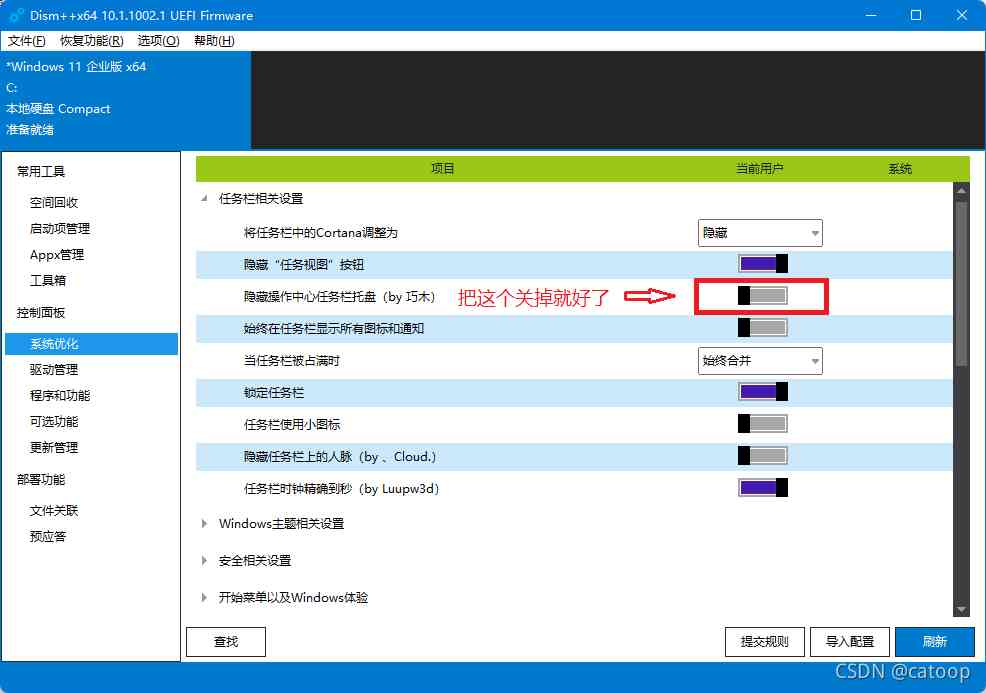 Dism++x64 10.1.1002.1 UEFI Firmware
文件(F) 恢复功能(R) 选项(O) 帮助(H)
*Windows 11 企业版 x64
C:
本地硬盘 Compact
准备就绪
常用工具
空间回收
启动项管理
Appx管理
工具箱
控制面板
系统优化
驱动管理
程序和功能
可选功能
更新管理
部署功能
文件关联
预应答
项目 当前用户 系统
任务栏相关设置
将任务栏中的Cortana调整为 隐藏
隐藏“任务视图”按钮
隐藏操作中心任务栏托盘（by 巧木） 把这个关掉就好了
始终在任务栏显示所有图标和通知
当任务栏被占满时 始终合并
锁定任务栏
任务栏使用小图标
隐藏任务栏上的人脉（by 、Cloud.）
任务栏时钟精确到秒（by Luupw3d）
Windows主题相关设置
安全相关设置
开始菜单以及Windows体验
查找 提交规则 导入配置 刷新
CSDN @catoop